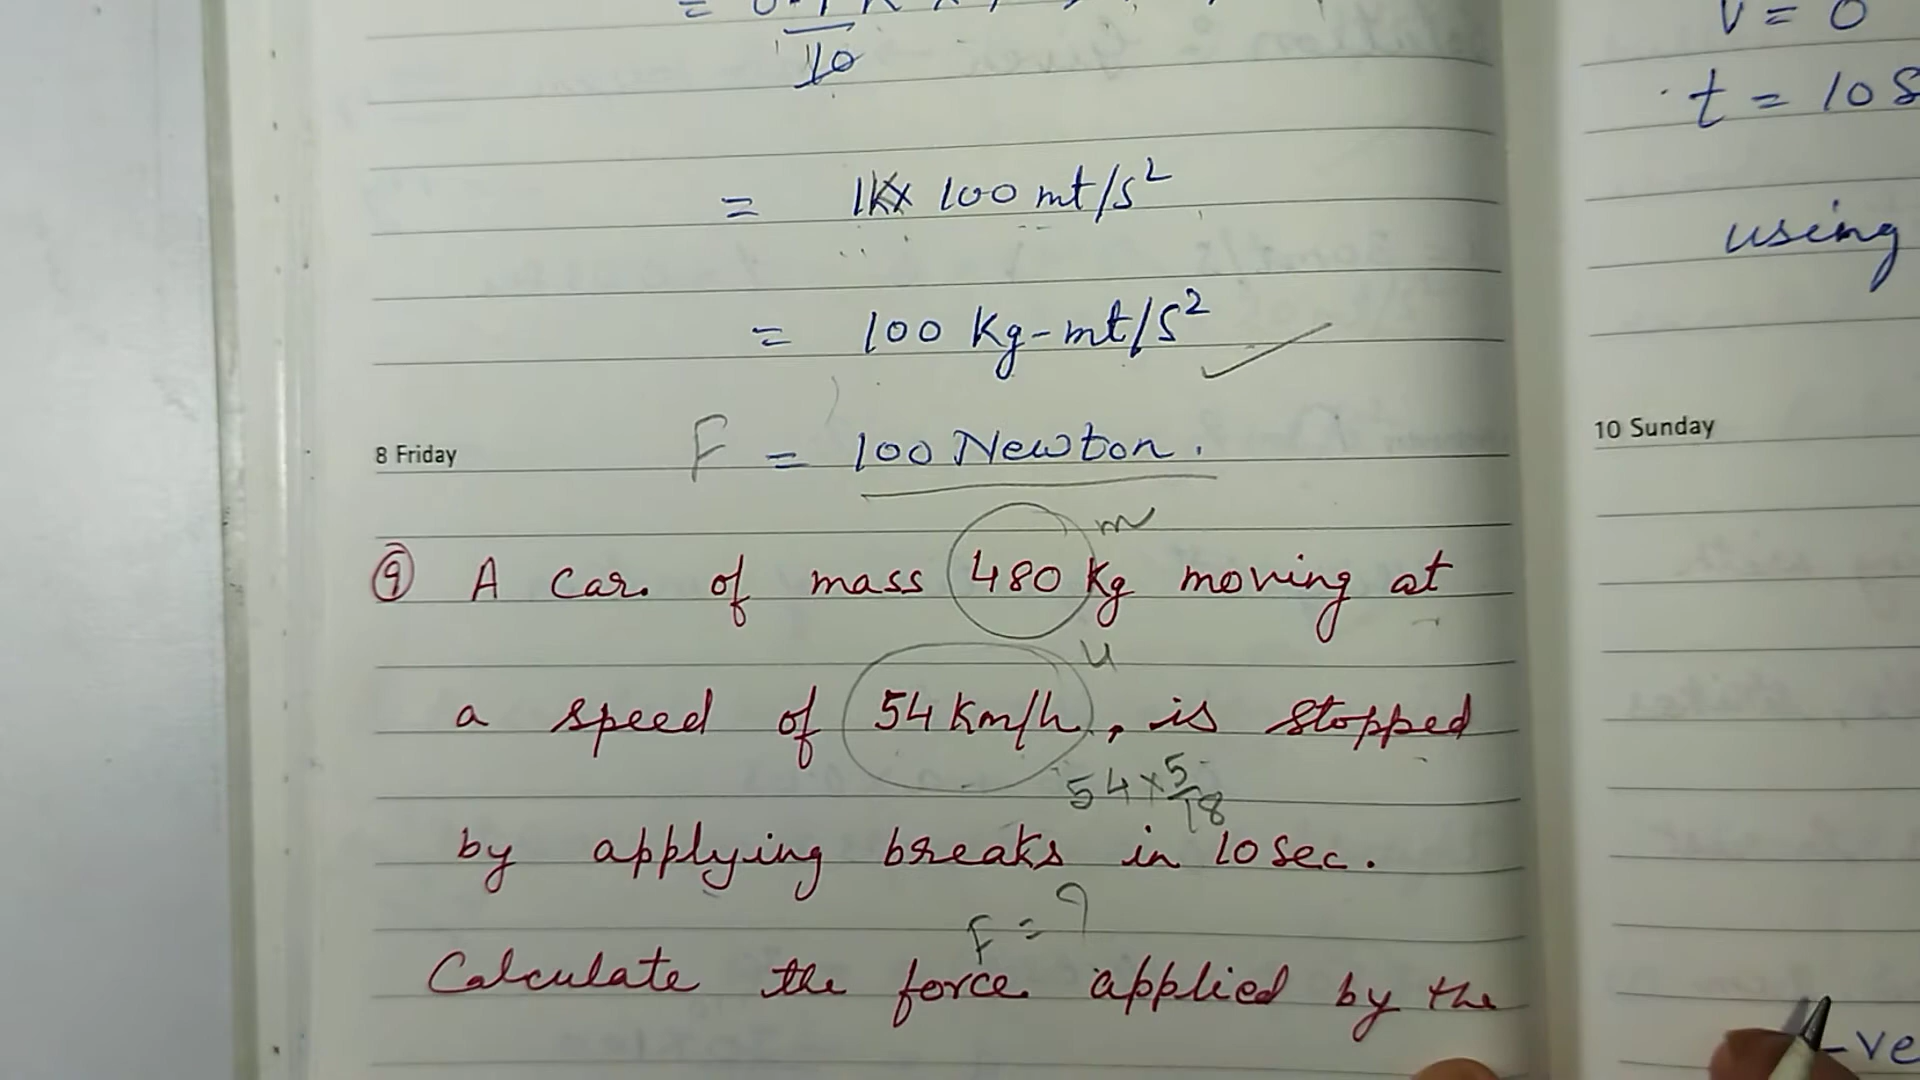 10
= 1 × 100 mt/s²
= 100 Kg-mt/s²
8 Friday
F = 100 Newton.
m
9 A Car. of mass 480 Kg moving at
u
a speed of 54 Km/h, is stopped
54 × 5/18
by applying breaks in 10 Sec.
F = ?
Calculate the force applied by the
V = 0
t = 10 S
using
10 Sunday
-ve